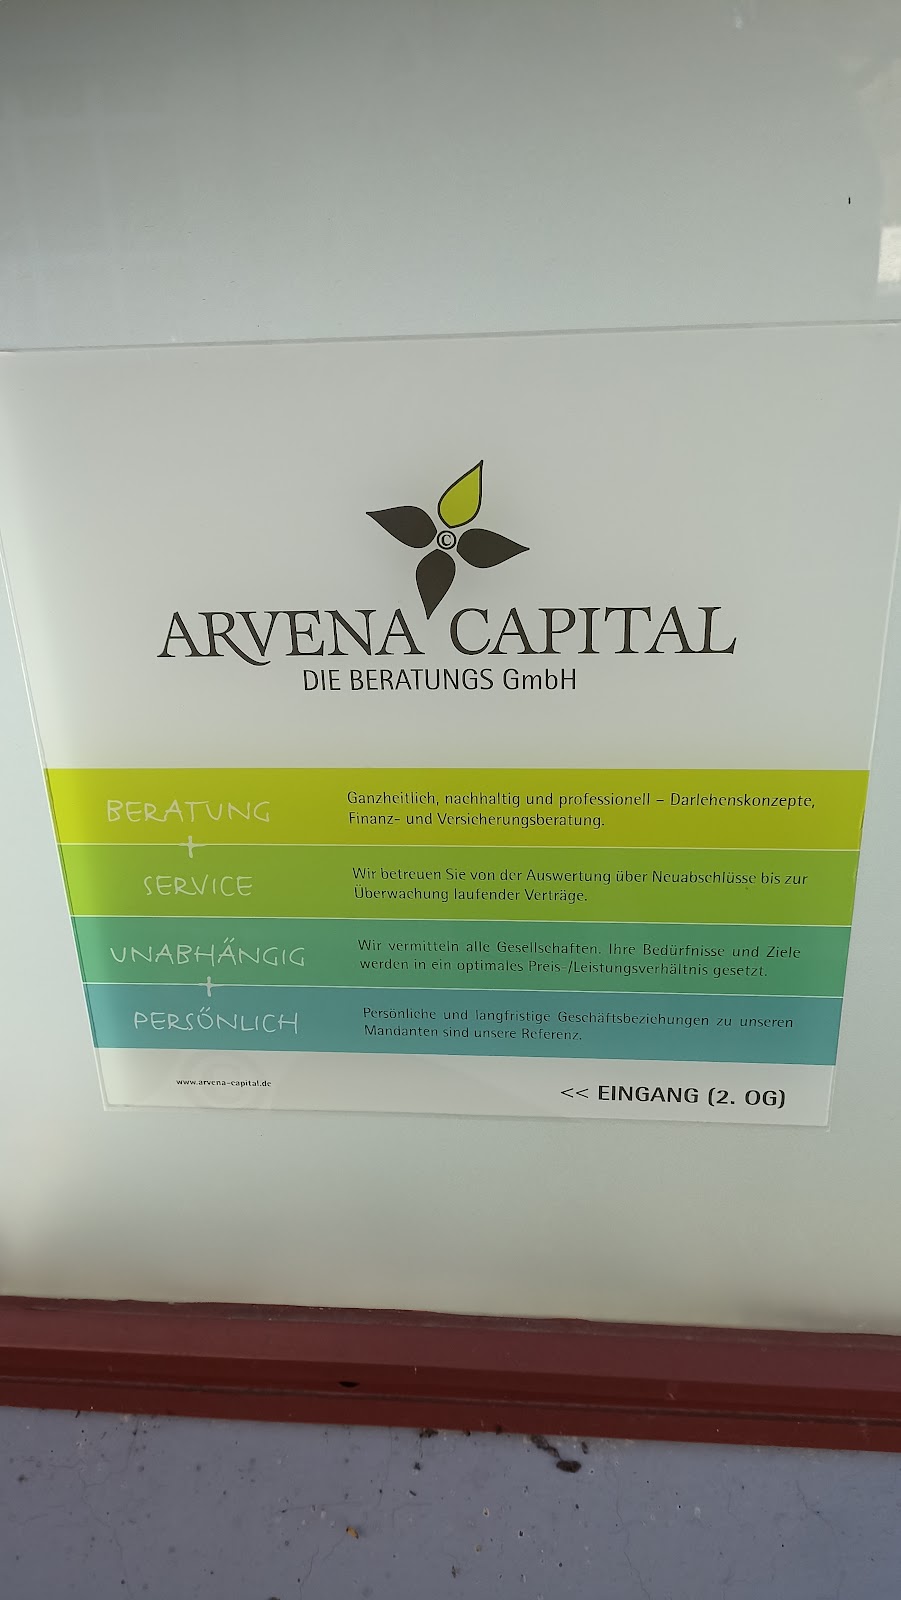 ©
ARVENA CAPITAL
DIE BERATUNGS GmbH
BERATUNG
Ganzheitlich, nachhaltig und professionell – Darlehenskonzepte,
Finanz- und Versicherungsberatung.
+
SERVICE
Wir betreuen Sie von der Auswertung über Neuabschlüsse bis zur
Überwachung laufender Verträge.
UNABHÄNGIG
Wir vermitteln alle Gesellschaften. Ihre Bedürfnisse und Ziele
werden in ein optimales Preis-/Leistungsverhältnis gesetzt.
+
PERSÖNLICH
Persönliche und langfristige Geschäftsbeziehungen zu unseren
Mandanten sind unsere Referenz.
www.arvena-capital.de
<< EINGANG (2. OG)